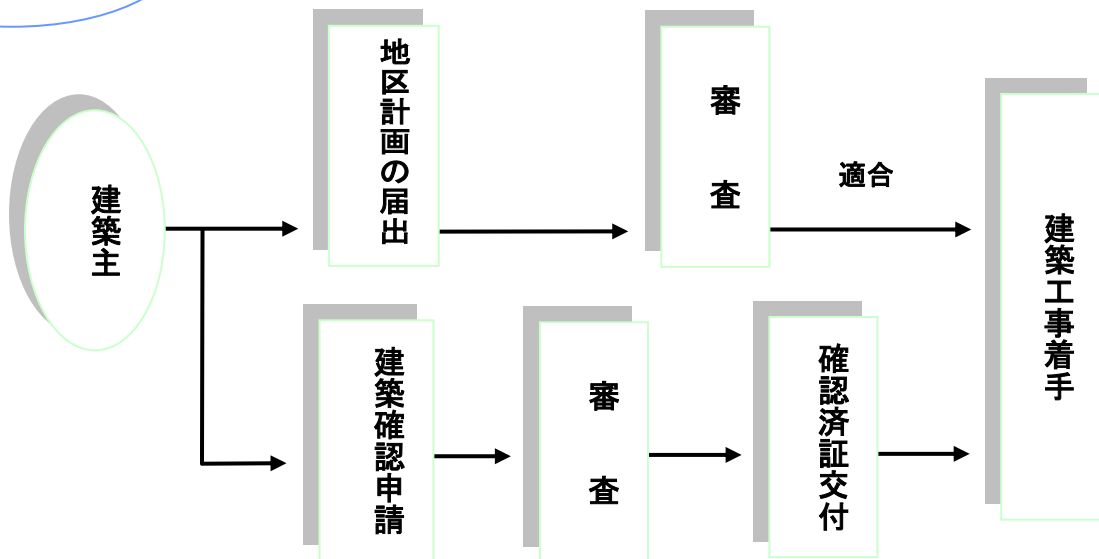 建築主
地区計画の届出
審査
適合
建築確認申請
審査
確認済証交付
建築工事着手